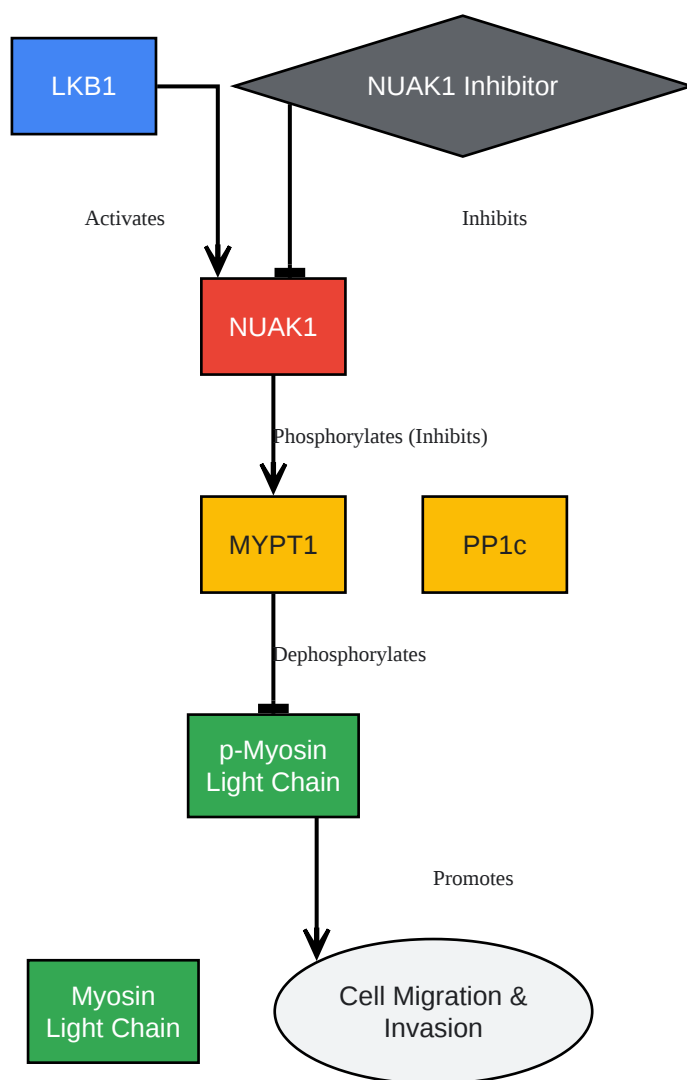 LKB1
NUAK1 Inhibitor
Activates
Inhibits
NUAK1
Phosphorylates (Inhibits)
MYPT1
PP1c
Dephosphorylates
p-Myosin
Light Chain
Promotes
Myosin
Light Chain
Cell Migration &
Invasion